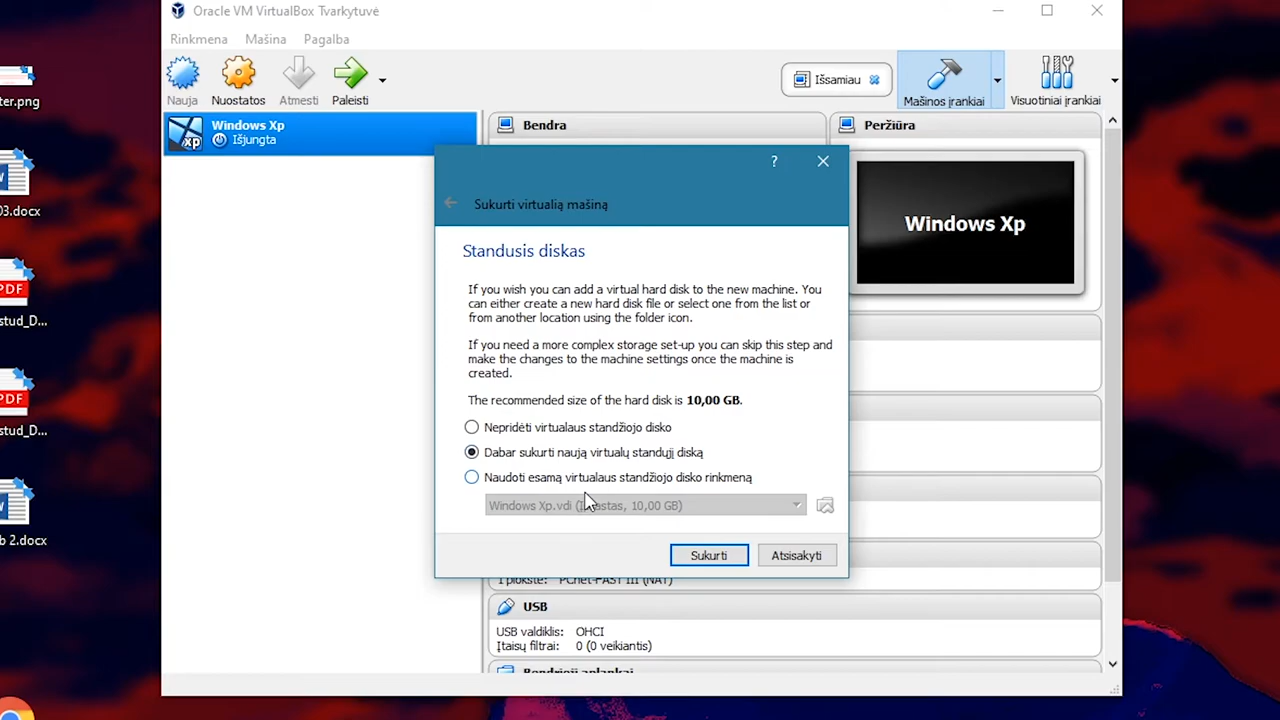 Oracle VM VirtualBox Tvarkytuvė
Rinkmena Mašina Pagalba
Nauja Nuostatos Atmesti Paleisti
Išsamiau
Mašinos įrankiai Visuotiniai įrankiai
Windows Xp
Išjungta
Bendra
Peržiūra
Windows Xp
ter.png
03.docx
PDF
stud_D...
PDF
stud_D...
b 2.docx
?
Sukurti virtualią mašiną
Standusis diskas
If you wish you can add a virtual hard disk to the new machine. You
can either create a new hard disk file or select one from the list or
from another location using the folder icon.
If you need a more complex storage set-up you can skip this step and
make the changes to the machine settings once the machine is
created.
The recommended size of the hard disk is 10,00 GB.
Nepridėti virtualaus standžiojo disko
Dabar sukurti naują virtualų standųjį diską
Naudoti esamą virtualaus standžiojo disko rinkmeną
Windows Xp.vdi 10,00 GB)
Sukurti Atsisakyti
PCnet-FAST III (NAT)
USB
USB valdiklis: OHCI
Įtaisų filtrai: 0 (0 veikiantis)